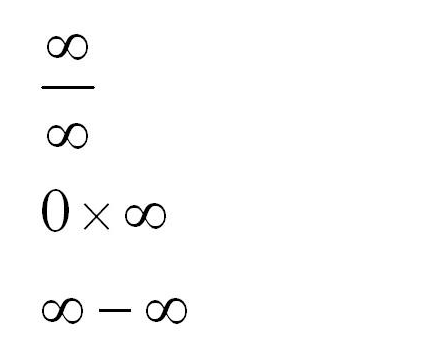 ∞
—
∞
0 × ∞
∞ − ∞